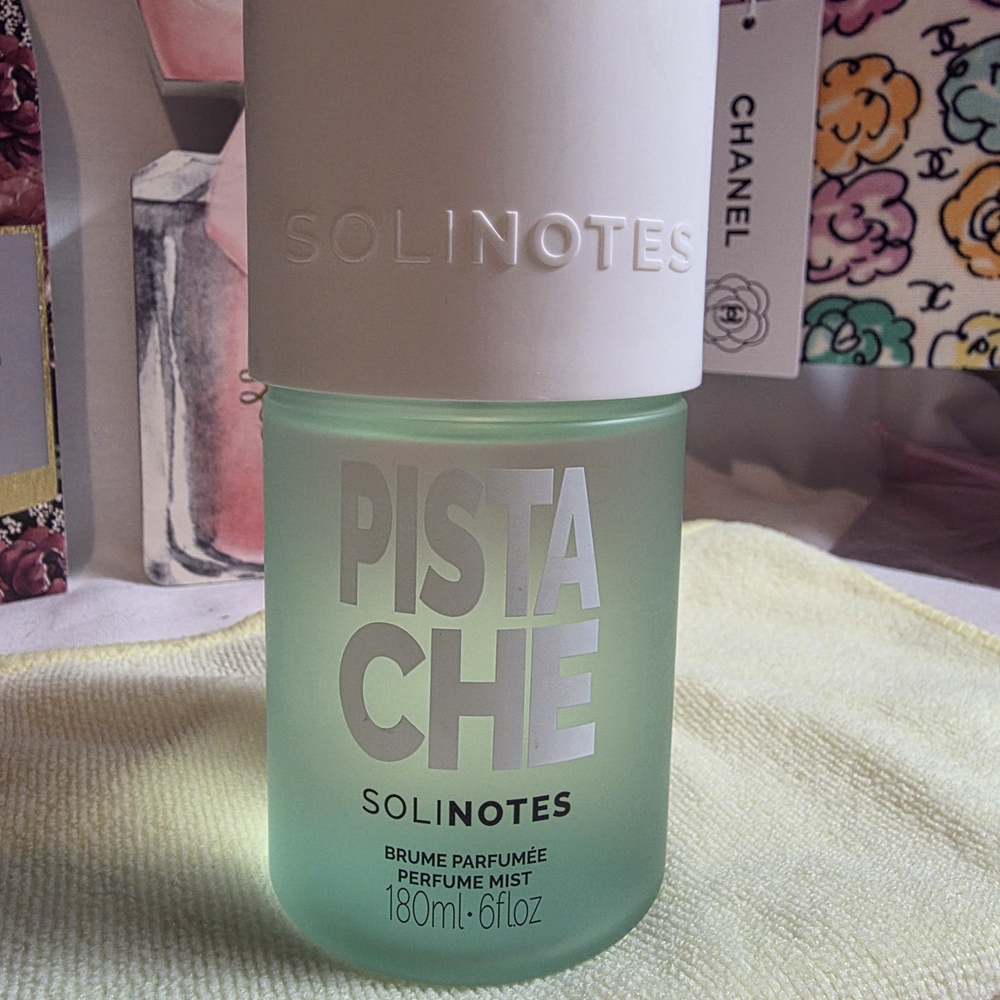 SOLINOTES
CHANEL
PISTA
CHE
SOLINOTES
BRUME PARFUMÉE
PERFUME MIST
180ml·6fl.oz